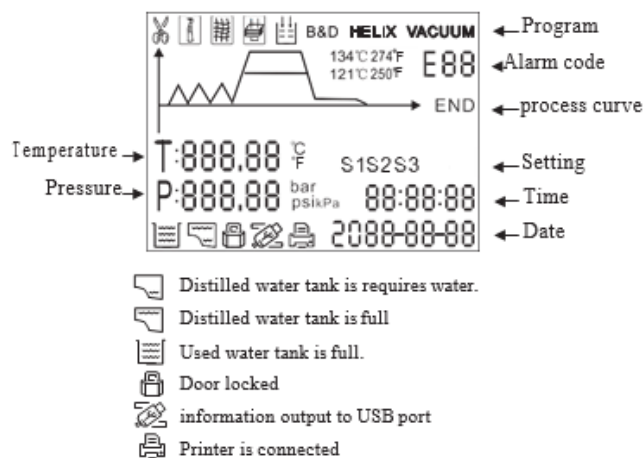 B&D HELIX VACUUM Program
134°C 274°F
121°C 250°F
E88 Alarm code
END process curve
Temperature T:888.88 °C
°F
S1S2S3 Setting
Pressure P:888.88 bar
psi kPa
88:88:88 Time
2088-88-88 Date
Distilled water tank is requires water.
Distilled water tank is full
Used water tank is full.
Door locked
information output to USB port
Printer is connected